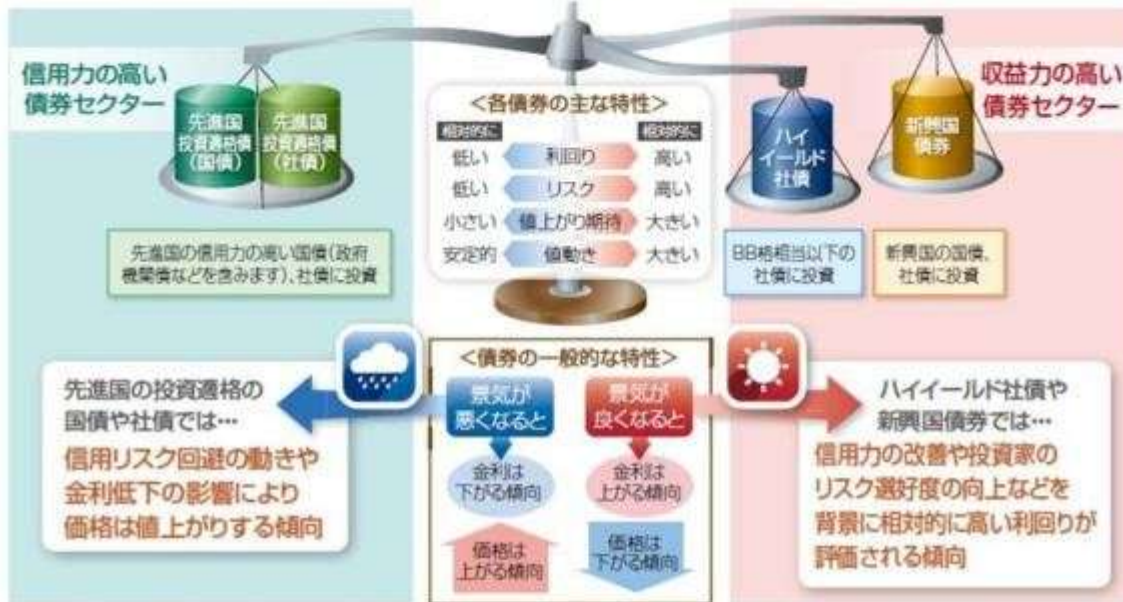 信用力の高い
債券セクター
先進国
投資適格債
(国債)
先進国
投資適格債
(社債)
先進国の信用力の高い国債(政府
機関債などを含みます)、社債に投資
<各債券の主な特性>
相対的に 相対的に
低い 利回り 高い
低い リスク 高い
小さい 値上がり期待 大きい
安定的 値動き 大きい
収益力の高い
債券セクター
ハイ
イールド
社債
新興国
債券
BB格相当以下の
社債に投資
新興国の国債、
社債に投資
先進国の投資適格の
国債や社債では…
信用リスク回避の動きや
金利低下の影響により
価格は値上がりする傾向
<債券の一般的な特性>
景気が
悪くなると
金利は
下がる傾向
価格は
上がる傾向
景気が
良くなると
金利は
上がる傾向
価格は
下がる傾向
ハイイールド社債や
新興国債券では…
信用力の改善や投資家の
リスク選好度の向上などを
背景に相対的に高い利回りが
評価される傾向